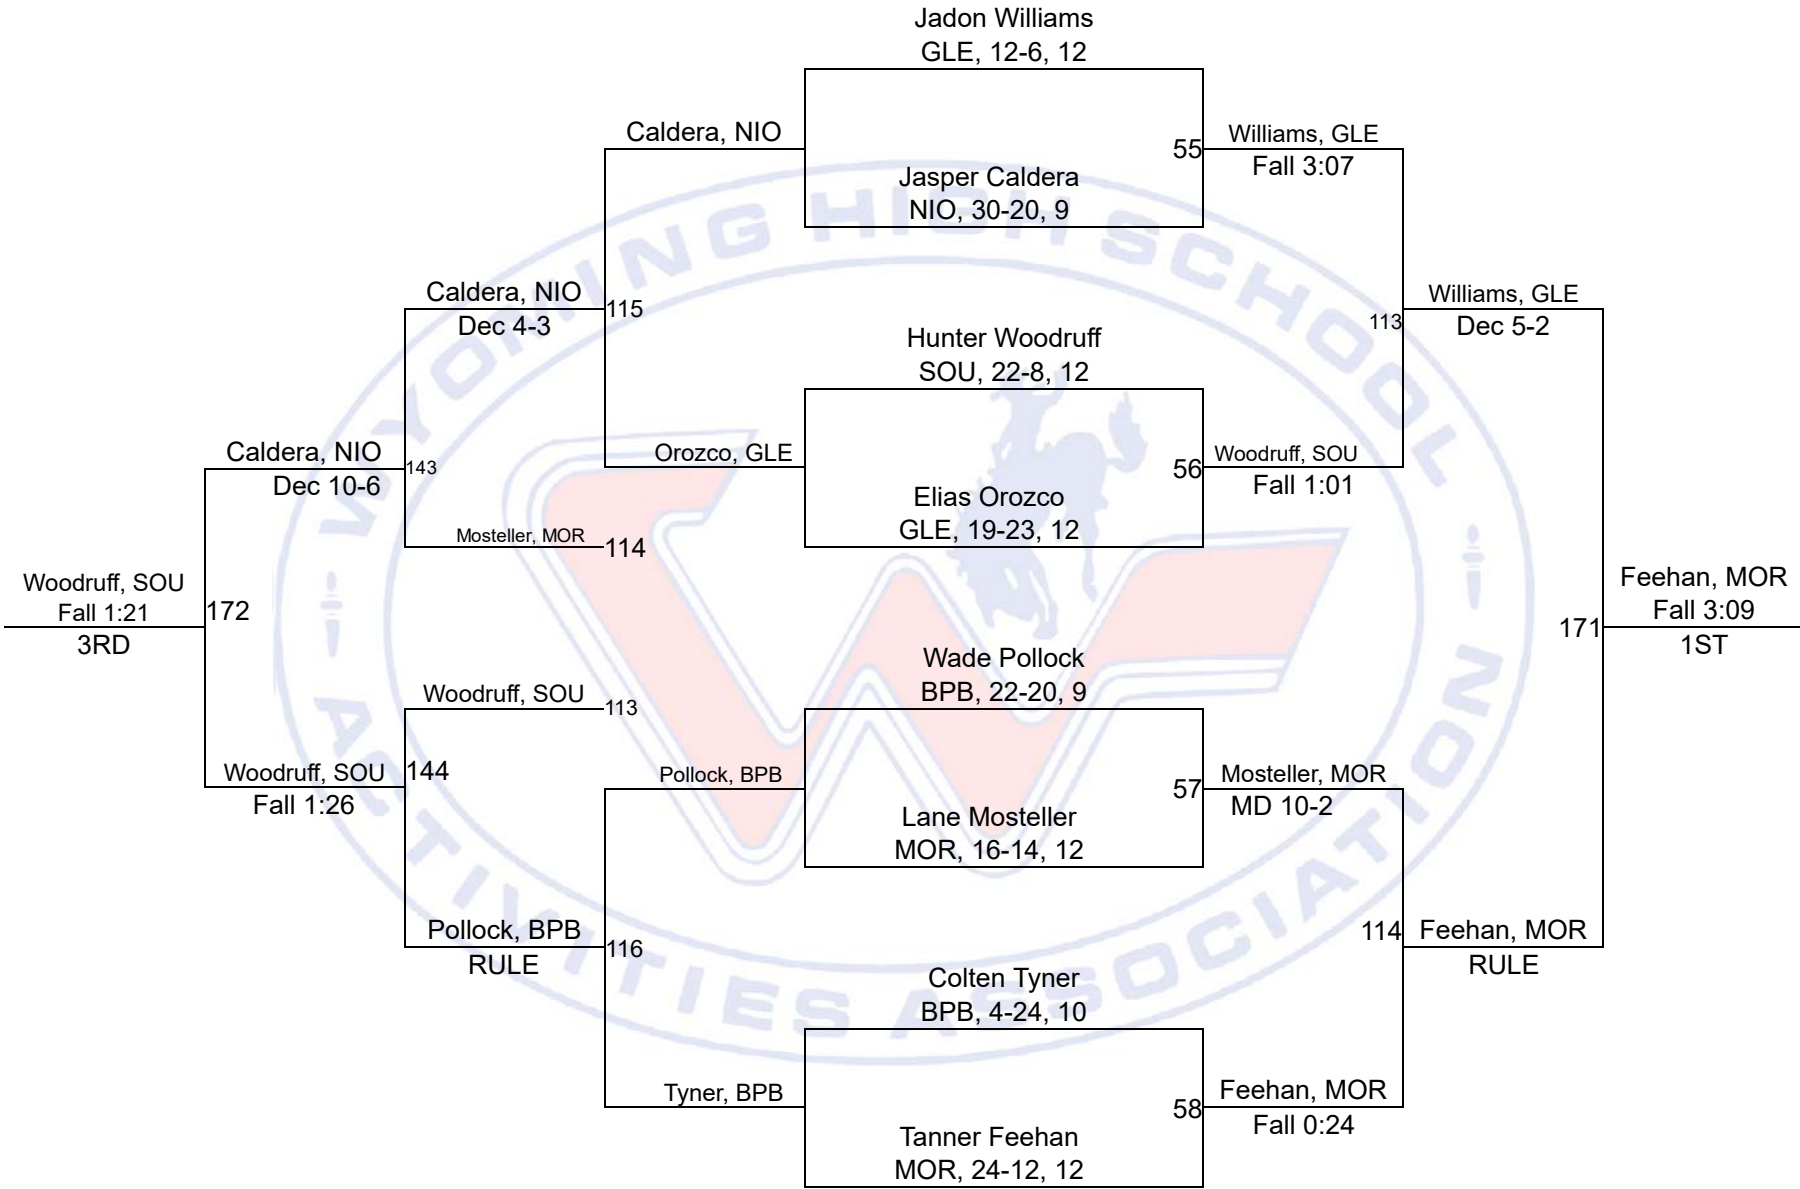 Jadon Williams
GLE, 12-6, 12
Caldera, NIO
55
Williams, GLE
Fall 3:07
Jasper Caldera
NIO, 30-20, 9
Caldera, NIO
Dec 4-3
115
113
Williams, GLE
Dec 5-2
Hunter Woodruff
SOU, 22-8, 12
Caldera, NIO
Dec 10-6
143
Orozco, GLE
56
Woodruff, SOU
Fall 1:01
Elias Orozco
GLE, 19-23, 12
Mosteller, MOR
114
Woodruff, SOU
Fall 1:21
3RD
172
171
Feehan, MOR
Fall 3:09
1ST
Wade Pollock
BPB, 22-20, 9
Woodruff, SOU
113
Woodruff, SOU
Fall 1:26
144
Pollock, BPB
57
Mosteller, MOR
MD 10-2
Lane Mosteller
MOR, 16-14, 12
Pollock, BPB
RULE
116
114
Feehan, MOR
RULE
Colten Tyner
BPB, 4-24, 10
Tyner, BPB
58
Feehan, MOR
Fall 0:24
Tanner Feehan
MOR, 24-12, 12
WYOMING HIGH SCHOOL
ACTIVITIES ASSOCIATION